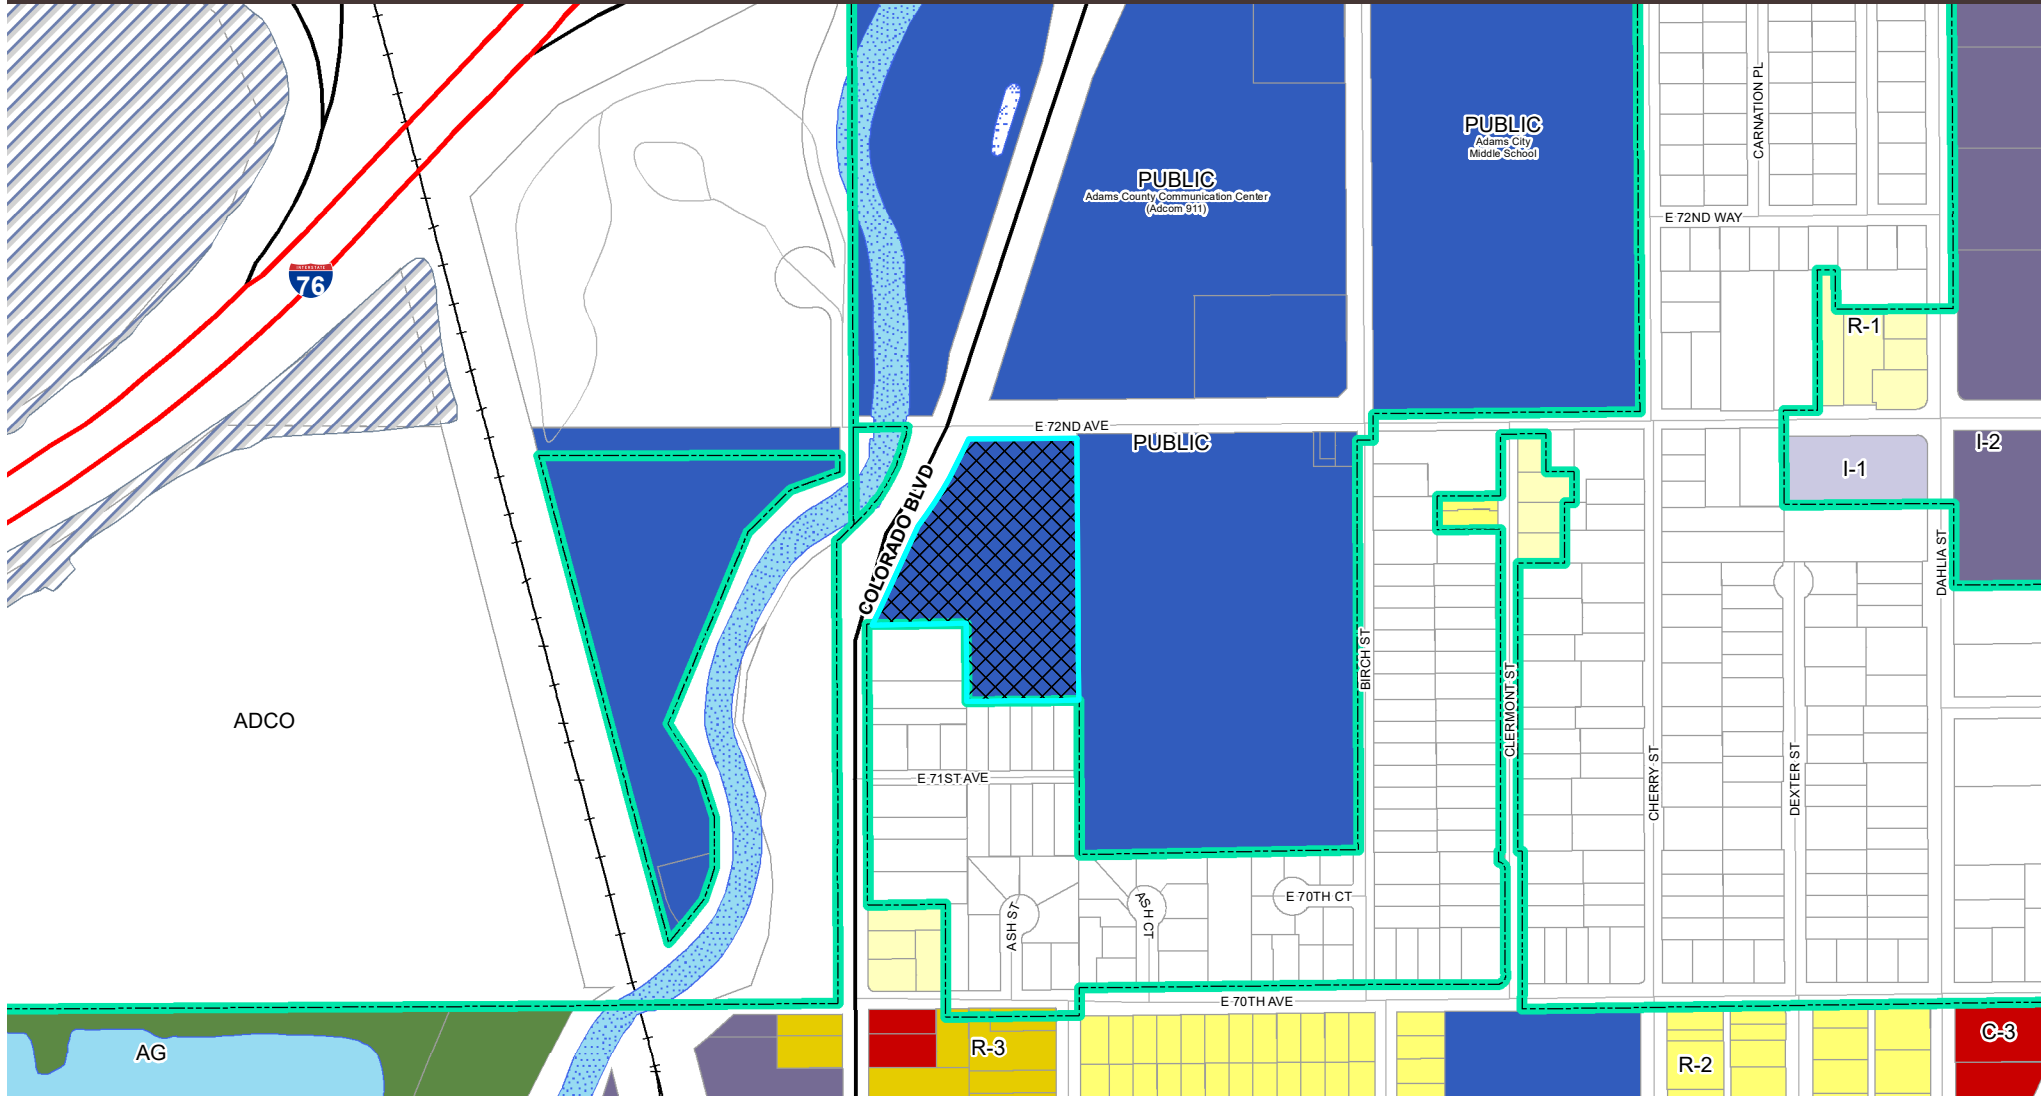 CARNATION PL
PUBLIC
Adams City
Middle School
PUBLIC
Adams County Communication Center
(Adcom 911)
E 72ND WAY
INTERSTATE
76
R-1
E 72ND AVE
PUBLIC
I-2
I-1
COLORADO BLVD
DAHLIA ST
BIRCH ST
CLERMONT ST
ADCO
CHERRY ST
DEXTER ST
E 71ST AVE
E 70TH CT
ASH ST
ASH CT
E 70TH AVE
C-3
R-3
AG
R-2